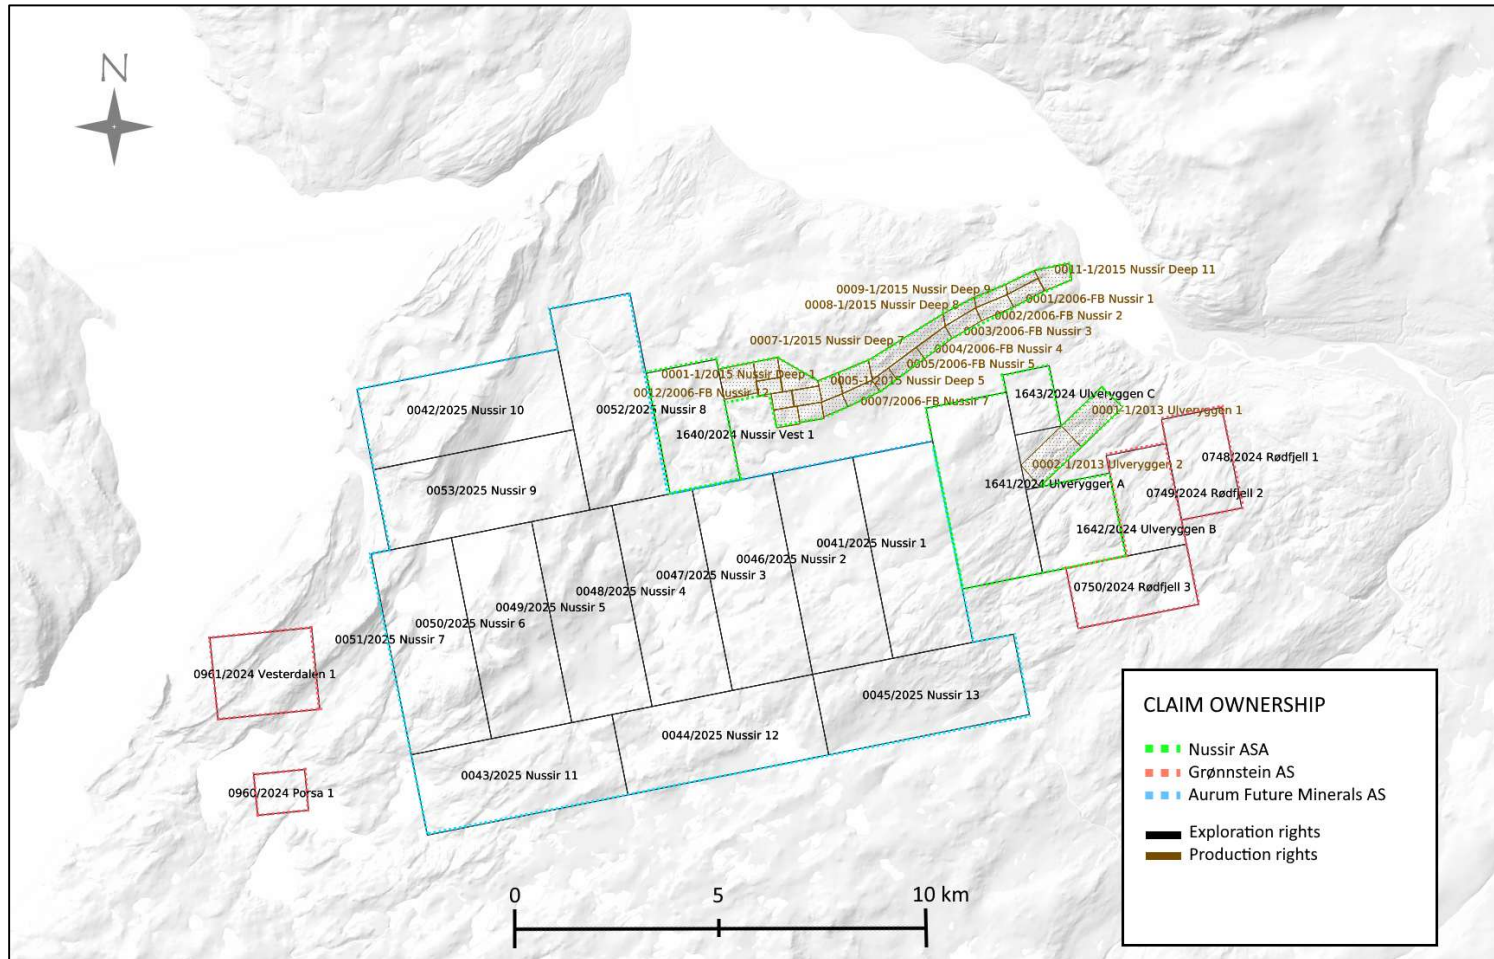 N
0011-1/2015 Nussir Deep 11
0009-1/2015 Nussir Deep 9
0001/2006-FB Nussir 1
0008-1/2015 Nussir Deep 8
0002/2006-FB Nussir 2
0003/2006-FB Nussir 3
0007-1/2015 Nussir Deep 7
0004/2006-FB Nussir 4
0005/2006-FB Nussir 5
0001-1/2015 Nussir Deep 1
0005-1/2015 Nussir Deep 5
0012/2006-FB Nussir 12
1643/2024 Ulveryggen C
0007/2006-FB Nussir 7
0042/2025 Nussir 10
0052/2025 Nussir 8
0001-1/2013 Ulveryggen 1
1640/2024 Nussir Vest 1
0748/2024 Rødfjell 1
0002-1/2013 Ulveryggen 2
1641/2024 Ulveryggen A
0053/2025 Nussir 9
0749/2024 Rødfjell 2
1642/2024 Ulveryggen B
0041/2025 Nussir 1
0046/2025 Nussir 2
0047/2025 Nussir 3
0750/2024 Rødfjell 3
0048/2025 Nussir 4
0049/2025 Nussir 5
0050/2025 Nussir 6
0051/2025 Nussir 7
0961/2024 Vesterdalen 1
0045/2025 Nussir 13
0044/2025 Nussir 12
0043/2025 Nussir 11
0960/2024 Porsa 1
0 5 10 km
CLAIM OWNERSHIP
Nussir ASA
Grønnstein AS
Aurum Future Minerals AS
Exploration rights
Production rights